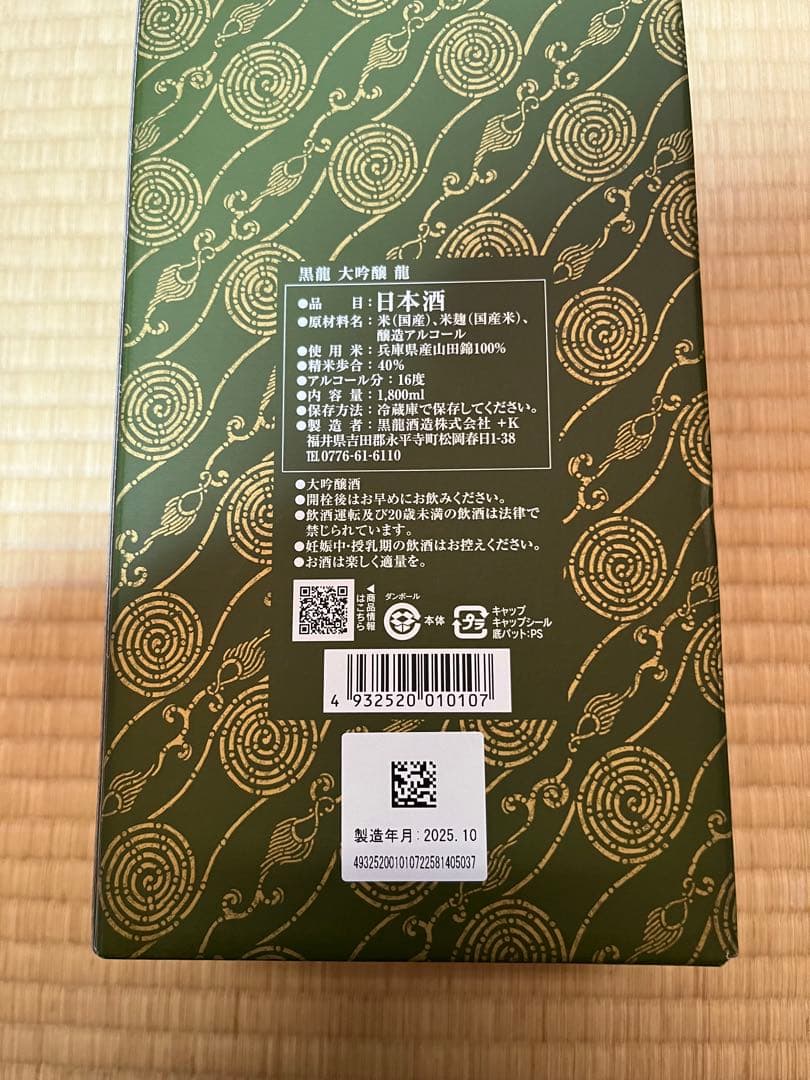 黒龍 大吟醸 龍
●品　目：日本酒
●原材料名：米（国産）、米麹（国産米）、
醸造アルコール
●使用米：兵庫県産山田錦100%
●精米歩合：40%
●アルコール分：16度
●内容量：1,800ml
●保存方法：冷蔵庫で保存してください。
●製造者：黒龍酒造株式会社 +K
福井県吉田郡永平寺町松岡春日1-38
TEL0776-61-6110
●大吟醸酒
●開栓後はお早めにお飲みください。
●飲酒運転及び20歳未満の飲酒は法律で
禁じられています。
●妊娠中・授乳期の飲酒はお控えください。
●お酒は楽しく適量を。
◀商品情報
はこちら
ダンボール
本体
プラ
キャップ
キャップシール
底パット：PS
4 932520 010107
製造年月：2025.10
493252001010722581405037